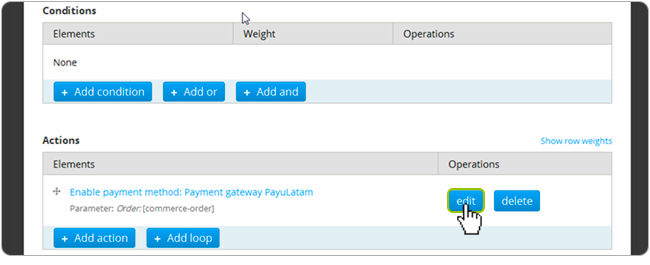 Conditions
Elements Weight Operations
None
+ Add condition + Add or + Add and
Actions Show row weights
Elements Operations
Enable payment method: Payment gateway PayuLatam edit delete
Parameter: Order:[commerce-order]
+ Add action + Add loop